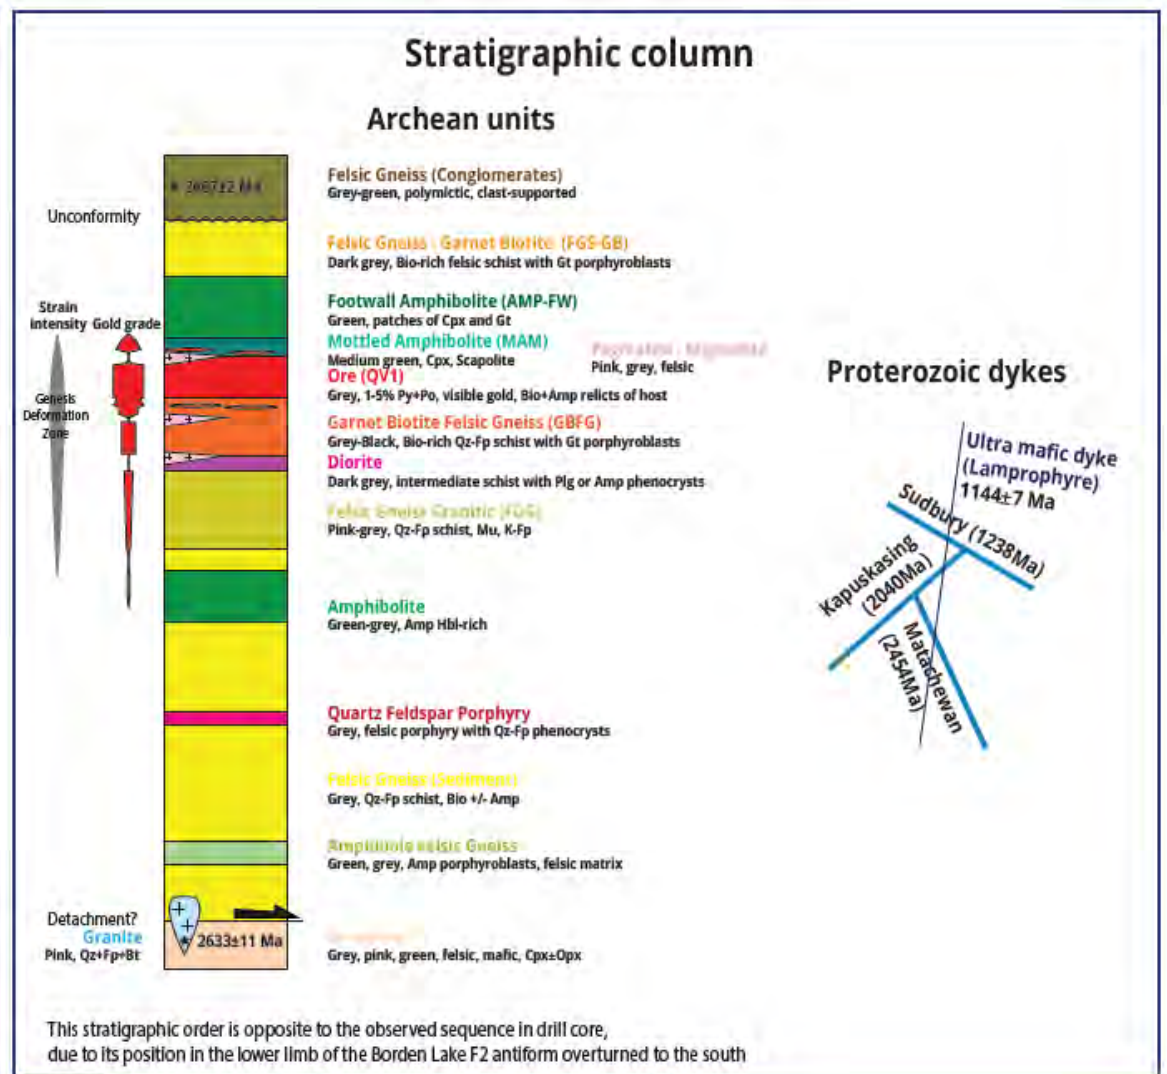 Stratigraphic column
Archean units
Felsic Gneiss (Conglomerates)
Grey-green, polymictic, clast-supported
Unconformity
Felsic Gneiss - Garnet Biotite (FGS-GB)
Dark grey, Bio-rich felsic schist with Gt porphyroblasts
Strain
intensity
Gold grade
Footwall Amphibolite (AMP-FW)
Green, patches of Cpx and Gt
Mottled Amphibolite (MAM)
Medium green, Cpx, Scapolite
Pink, grey, felsic
Ore (QV1)
Grey, 1-5% Py+Po, visible gold, Bio+Amp relicts of host
Genesis
Deformation
Zone
Garnet Biotite Felsic Gneiss (GBFG)
Grey-Black, Bio-rich Qz-Fp schist with Gt porphyroblasts
Diorite
Dark grey, intermediate schist with Plg or Amp phenocrysts
Felsic Gneiss Granitic
Pink-grey, Qz-Fp schist, Mu, K-Fp
Amphibolite
Green-grey, Amp Hbl-rich
Quartz Feldspar Porphyry
Grey, felsic porphyry with Qz-Fp phenocrysts
Felsic Gneiss (Sediment)
Grey, Qz-Fp schist, Bio +/- Amp
Amphibole Felsic Gneiss
Green, grey, Amp porphyroblasts, felsic matrix
Detachment?
Granite
Pink, Qz+Fp+Bt
2633±11 Ma
Grey, pink, green, felsic, mafic, Cpx±Opx
Proterozoic dykes
Ultra mafic dyke
(Lamprophyre)
1144±7 Ma
Sudbury (1238Ma)
Kapuskasing
(2040Ma)
Matachewan
(2454Ma)
This stratigraphic order is opposite to the observed sequence in drill core,
due to its position in the lower limb of the Borden Lake F2 antiform overturned to the south